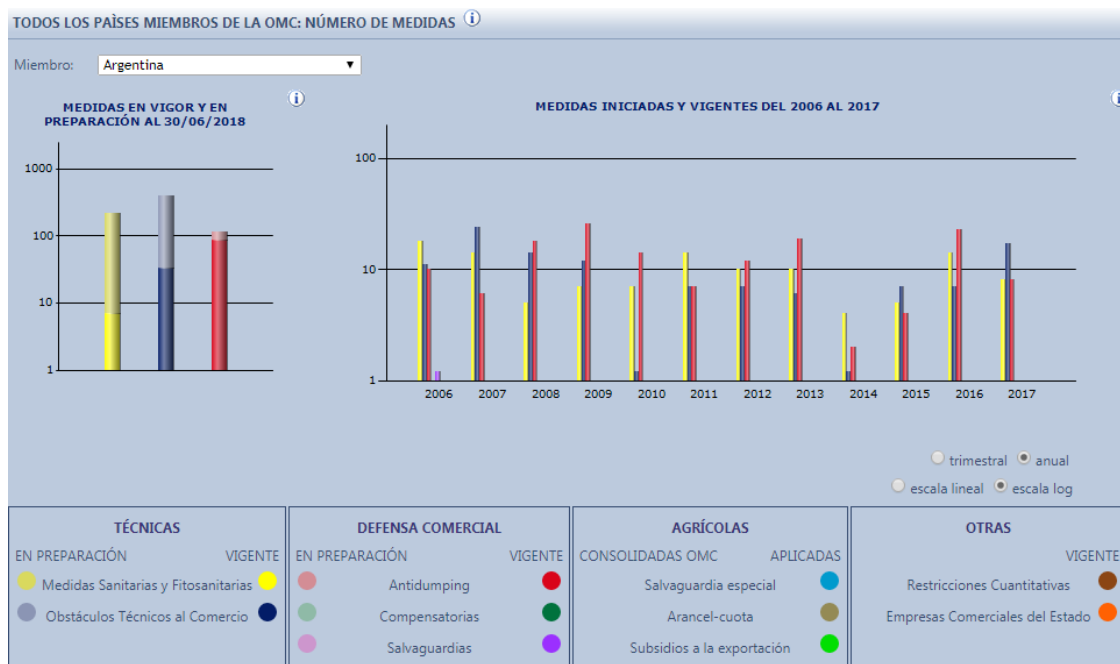 TODOS LOS PAÌSES MIEMBROS DE LA OMC: NÚMERO DE MEDIDAS i
Miembro: Argentina
MEDIDAS EN VIGOR Y EN
PREPARACIÓN AL 30/06/2018
i
1000
100
10
1
MEDIDAS INICIADAS Y VIGENTES DEL 2006 AL 2017
i
100
10
1
2006 2007 2008 2009 2010 2011 2012 2013 2014 2015 2016 2017
trimestral anual
escala lineal escala log
TÉCNICAS
EN PREPARACIÓN VIGENTE
Medidas Sanitarias y Fitosanitarias
Obstáculos Técnicos al Comercio
DEFENSA COMERCIAL
EN PREPARACIÓN VIGENTE
Antidumping
Compensatorias
Salvaguardias
AGRÍCOLAS
CONSOLIDADAS OMC APLICADAS
Salvaguardia especial
Arancel-cuota
Subsidios a la exportación
OTRAS
VIGENTE
Restricciones Cuantitativas
Empresas Comerciales del Estado